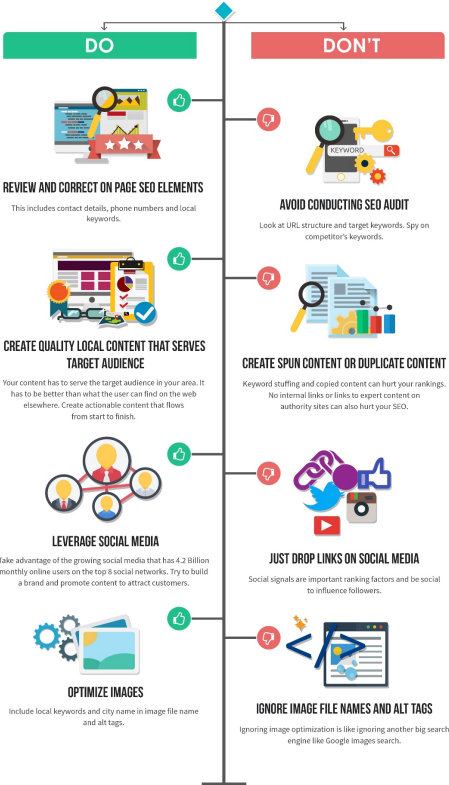 DO
DON'T
REVIEW AND CORRECT ON PAGE SEO ELEMENTS
This includes contact details, phone numbers and local
keywords.
KEYWORD
AVOID CONDUCTING SEO AUDIT
Look at URL structure and target keywords. Spy on
competitor's keywords.
CREATE QUALITY LOCAL CONTENT THAT SERVES
TARGET AUDIENCE
Your content has to serve the target audience in your area. It
has to be better than what the user can find on the web
elsewhere. Create actionable content that flows
from start to finish.
CREATE SPUN CONTENT OR DUPLICATE CONTENT
Keyword stuffing and copied content can hurt your rankings.
No internal links or links to expert content on
authority sites can also hurt your SEO.
LEVERAGE SOCIAL MEDIA
Take advantage of the growing social media that has 4.2 Billion
monthly online users on the top 8 social networks. Try to build
a brand and promote content to attract customers.
JUST DROP LINKS ON SOCIAL MEDIA
Social signals are important ranking factors and be social
to influence followers.
OPTIMIZE IMAGES
Include local keywords and city name in image file name
and alt tags.
</>
IGNORE IMAGE FILE NAMES AND ALT TAGS
Ignoring image optimization is like ignoring another big search
engine like Google images search.